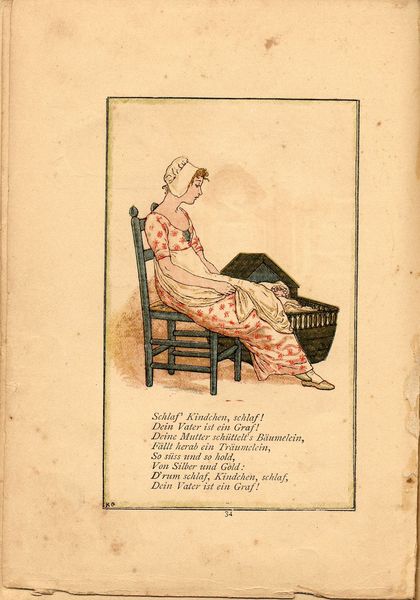 Schlaf' Kindchen, schlaf!
Dein Vater ist ein Graf!
Deine Mutter schüttelt's Bäumelein,
Fällt herab ein Träumelein,
So süss und so hold,
Von Silber und Gold:
D'rum schlaf, Kindchen, schlaf,
Dein Vater ist ein Graf!
KG
34